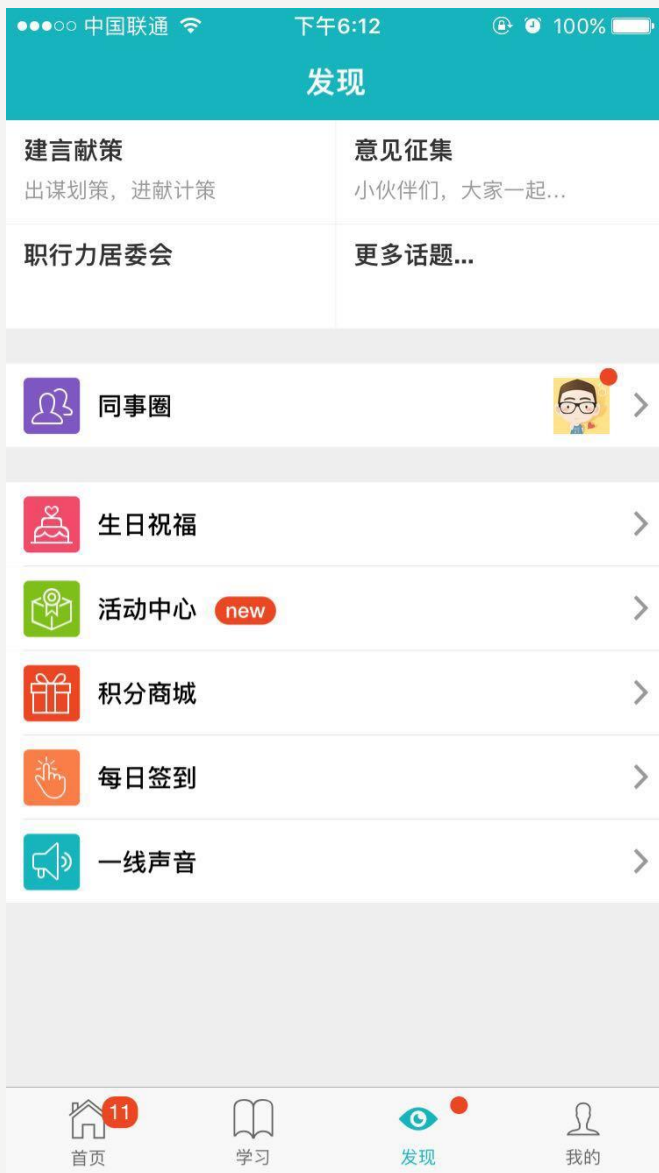 中国联通 下午6:12 100%
发现
建言献策 意见征集
出谋划策，进献计策 小伙伴们，大家一起...
职行力居委会 更多话题...
同事圈
生日祝福
活动中心 new
积分商城
每日签到
一线声音
11
首页 学习 发现 我的